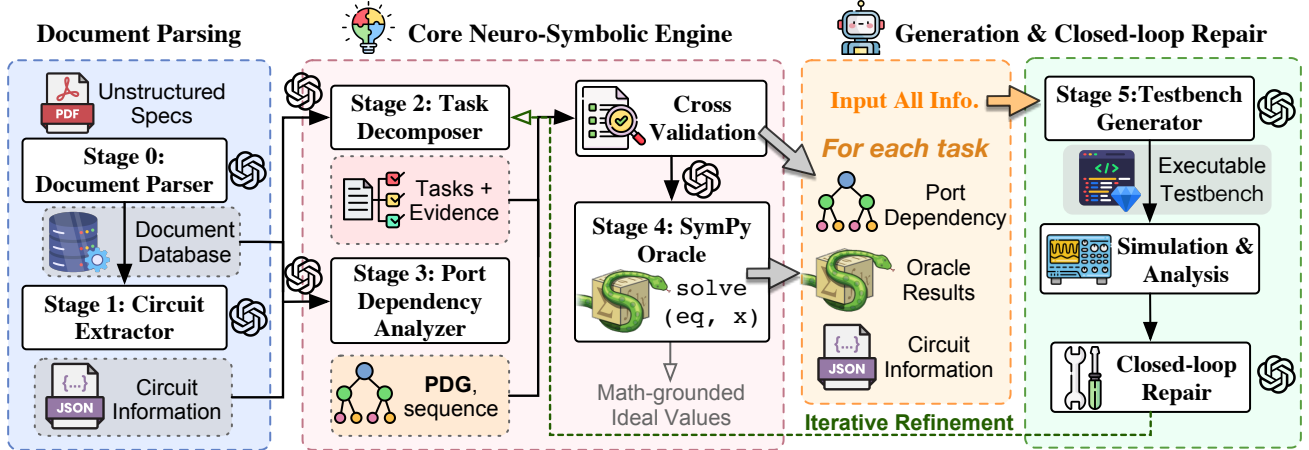 Document Parsing
Unstructured
Specs
PDF
Stage 0:
Document Parser
Document
Database
Stage 1: Circuit
Extractor
{...}
JSON
Circuit
Information
Core Neuro-Symbolic Engine
Stage 2: Task
Decomposer
Tasks +
Evidence
Stage 3: Port
Dependency
Analyzer
PDG,
sequence
Cross
Validation
Stage 4: SymPy
Oracle
solve
(eq, x)
Math-grounded
Ideal Values
Generation & Closed-loop Repair
Input All Info.
For each task
Port
Dependency
Oracle
Results
{...}
JSON
Circuit
Information
Stage 5:Testbench
Generator
</>
Executable
Testbench
Simulation &
Analysis
Closed-loop
Repair
Iterative Refinement